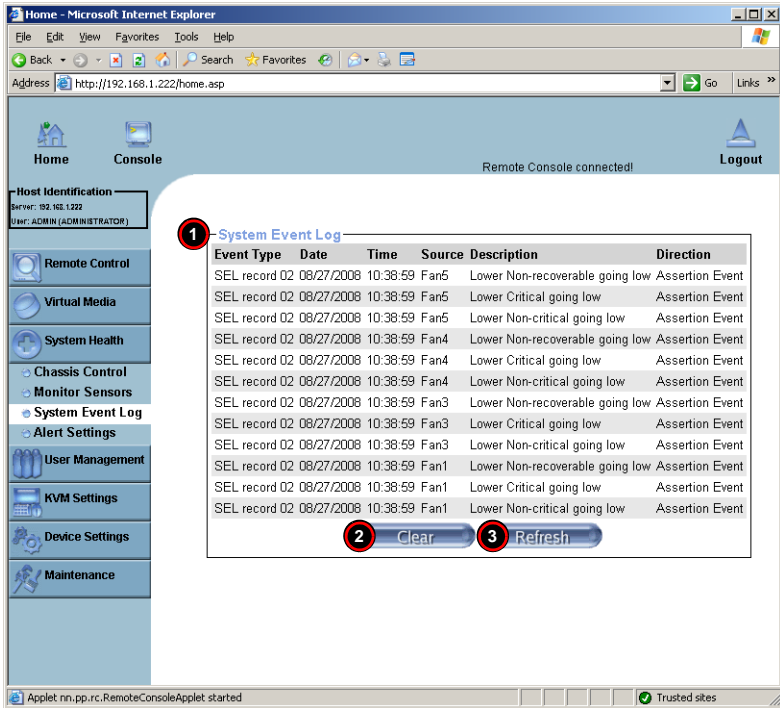 Home - Microsoft Internet Explorer
File Edit View Favorites Tools Help
Back Search Favorites
Address http://192.168.1.222/home.asp Go Links »
Home Console Logout
Remote Console connected!
Host Identification
Server: 192.168.1.222
User: ADMIN (ADMINISTRATOR)
Remote Control
Virtual Media
System Health
Chassis Control
Monitor Sensors
System Event Log
Alert Settings
User Management
KVM Settings
Device Settings
Maintenance
1 System Event Log
Event Type Date Time Source Description Direction
SEL record 02 08/27/2008 10:38:59 Fan5 Lower Non-recoverable going low Assertion Event
SEL record 02 08/27/2008 10:38:59 Fan5 Lower Critical going low Assertion Event
SEL record 02 08/27/2008 10:38:59 Fan5 Lower Non-critical going low Assertion Event
SEL record 02 08/27/2008 10:38:59 Fan4 Lower Non-recoverable going low Assertion Event
SEL record 02 08/27/2008 10:38:59 Fan4 Lower Critical going low Assertion Event
SEL record 02 08/27/2008 10:38:59 Fan4 Lower Non-critical going low Assertion Event
SEL record 02 08/27/2008 10:38:59 Fan3 Lower Non-recoverable going low Assertion Event
SEL record 02 08/27/2008 10:38:59 Fan3 Lower Critical going low Assertion Event
SEL record 02 08/27/2008 10:38:59 Fan3 Lower Non-critical going low Assertion Event
SEL record 02 08/27/2008 10:38:59 Fan1 Lower Non-recoverable going low Assertion Event
SEL record 02 08/27/2008 10:38:59 Fan1 Lower Critical going low Assertion Event
SEL record 02 08/27/2008 10:38:59 Fan1 Lower Non-critical going low Assertion Event
2 Clear 3 Refresh
Applet nn.pp.rc.RemoteConsoleApplet started Trusted sites